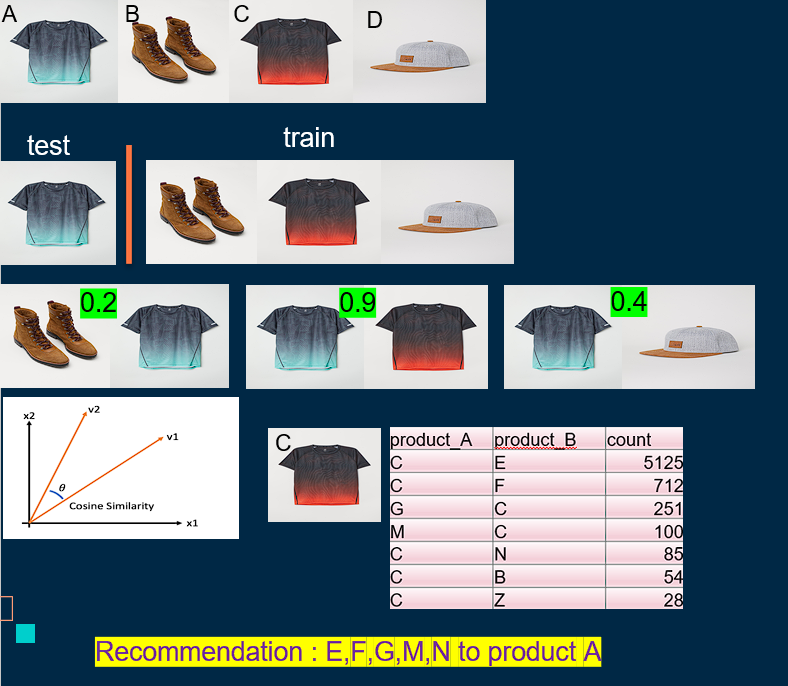 A B C D
test train
0.2 0.9 0.4
x2 v2
v1
θ
Cosine Similarity
x1
C
product_A product_B count
C E 5125
C F 712
G C 251
M C 100
C N 85
C B 54
C Z 28
Recommendation : E,F,G,M,N to product A